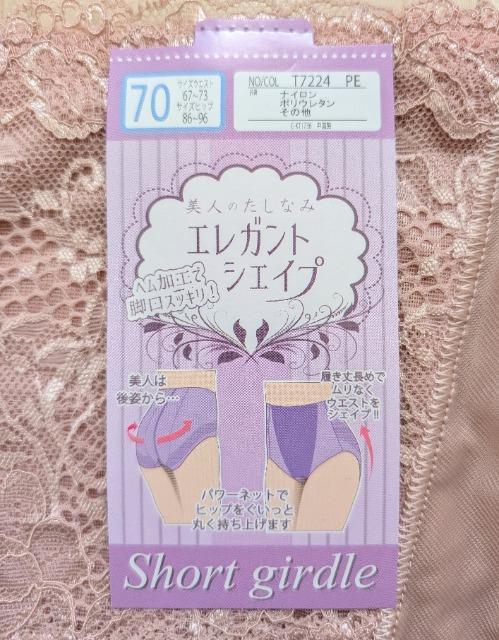 70
サイズウエスト
67~73
サイズヒップ
86~96
NO/COL T7224 PE
ナイロン
ポリウレタン
その他
美人のたしなみ
エレガント
シェイプ
ヘム加工で
脚口スッキリ!
美人は
後姿から…
履き丈長めで
ムリなく
ウエストを
シェイプ!!
パワーネットで
ヒップをぐいっと
丸く持ち上げます
Short girdle